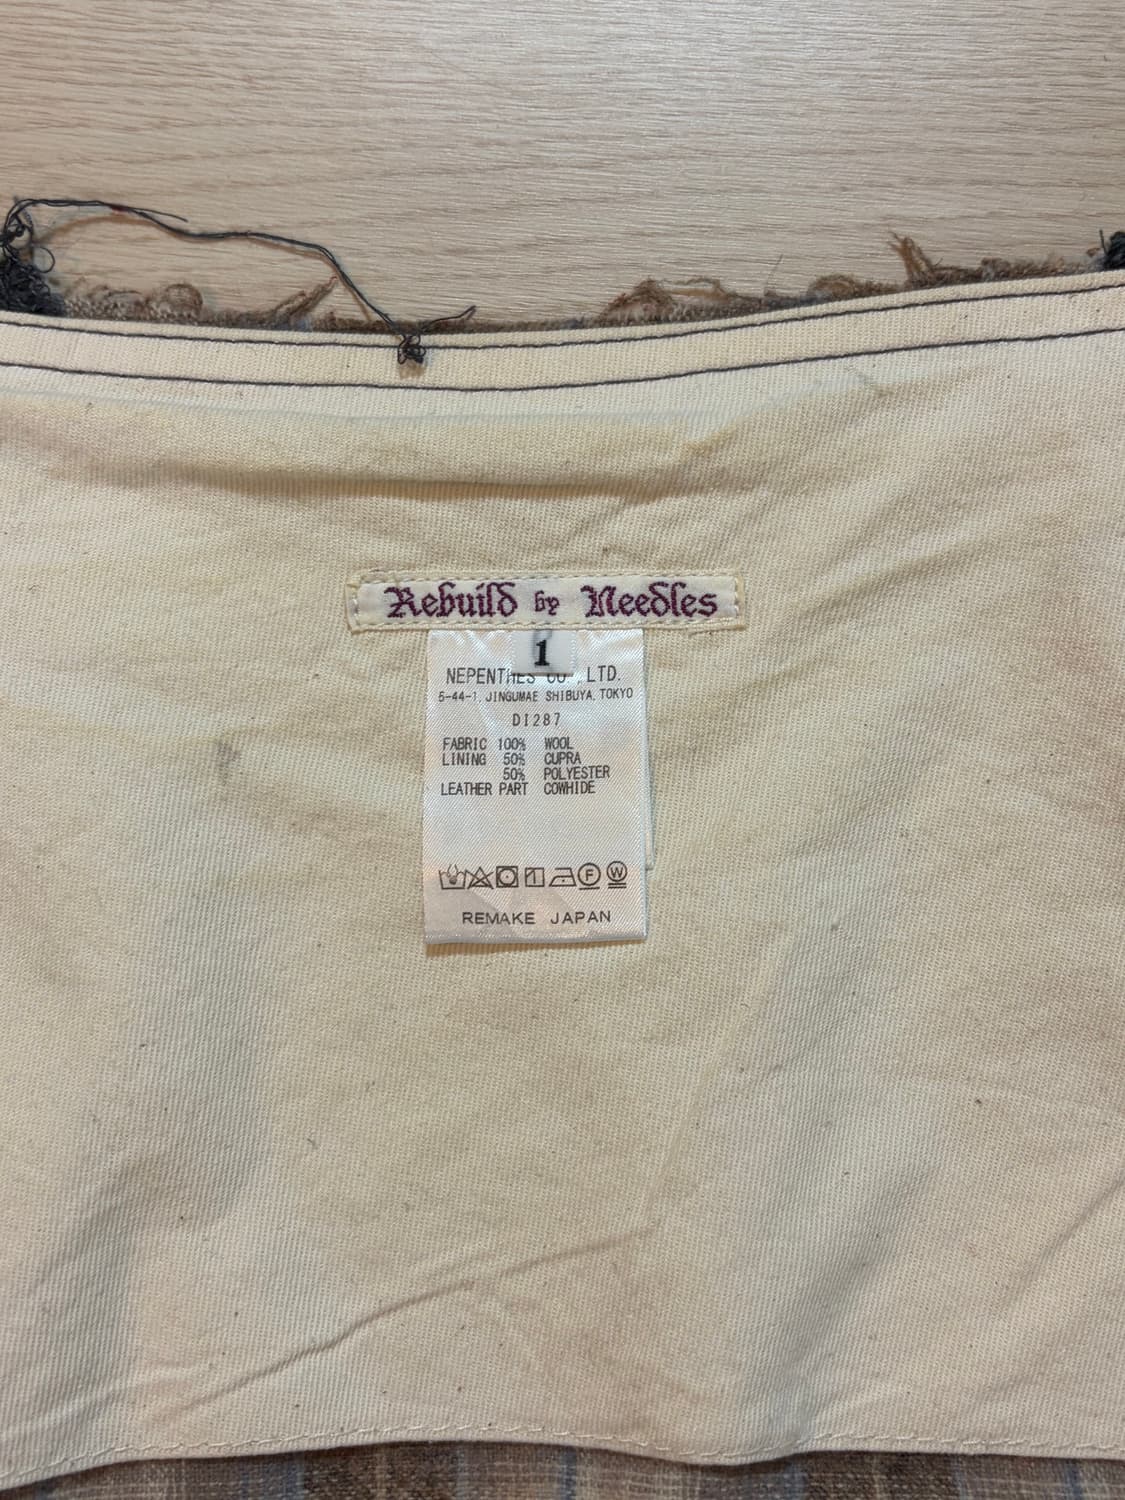 Rebuild by Needles
1
NEPENTHES CO.,LTD.
5-44-1, JINGUMAE SHIBUYA, TOKYO
DI287
FABRIC 100% WOOL
LINING 50% CUPRA
50% POLYESTER
LEATHER PART COWHIDE
F W
REMAKE JAPAN